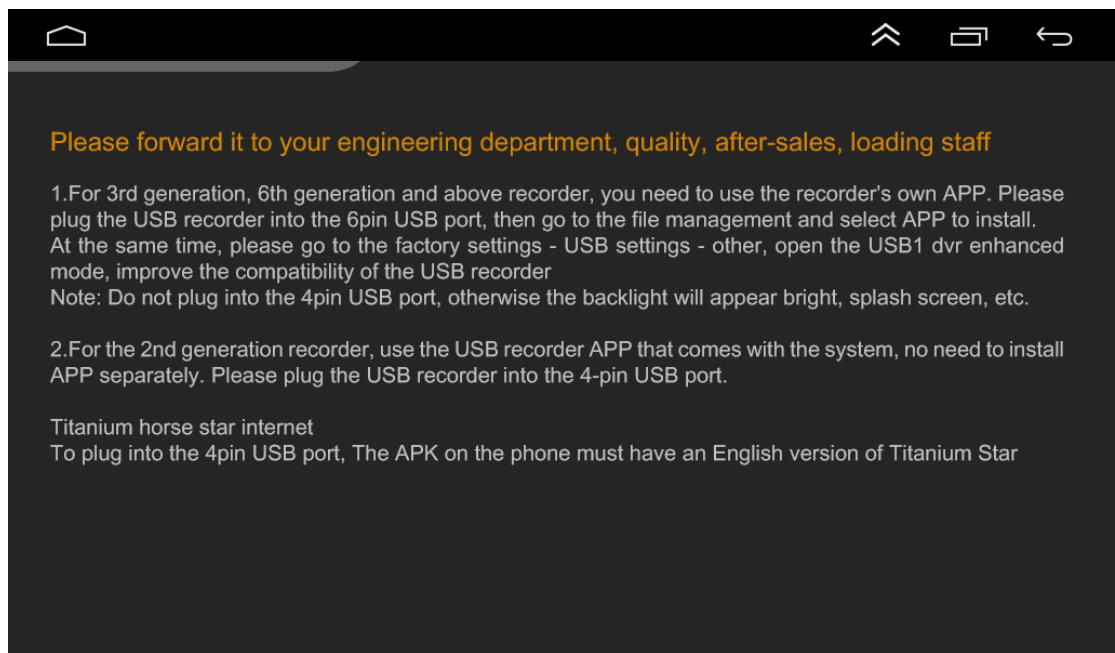 Please forward it to your engineering department, quality, after-sales, loading staff
1.For 3rd generation, 6th generation and above recorder, you need to use the recorder's own APP. Please
plug the USB recorder into the 6pin USB port, then go to the file management and select APP to install.
At the same time, please go to the factory settings - USB settings - other, open the USB1 dvr enhanced
mode, improve the compatibility of the USB recorder
Note: Do not plug into the 4pin USB port, otherwise the backlight will appear bright, splash screen, etc.
2.For the 2nd generation recorder, use the USB recorder APP that comes with the system, no need to install
APP separately. Please plug the USB recorder into the 4-pin USB port.
Titanium horse star internet
To plug into the 4pin USB port, The APK on the phone must have an English version of Titanium Star